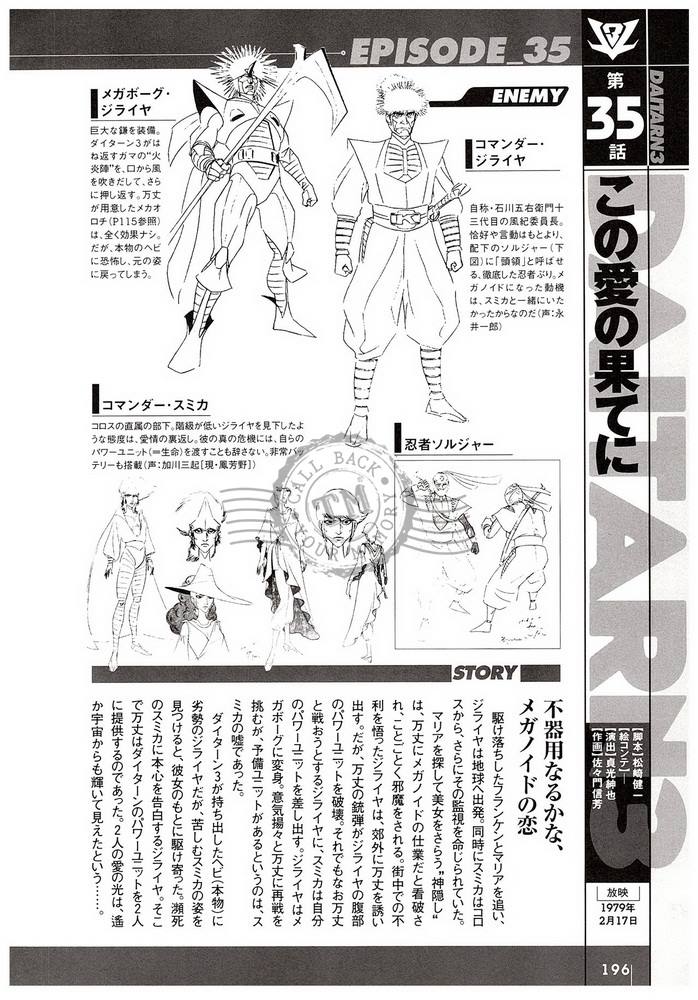 EPISODE_35
DAITARN3
第
35
話
この愛の果てに
DAITARN3
【脚本】松崎健一
【絵コンテ】―
【演出】貞光紳也
【作画】佐々門信芳
放映
1979年
2月17日
ENEMY
メガボーグ・
ジライヤ
巨大な鎌を装備。
ダイターン3がは
ね返すガマの“火
炎陣”を、口から風
を吹きだして、さら
に押し返す。万丈
が用意したメカオ
ロチ(P115参照)
は、全く効果ナシ。
だが、本物のヘビ
に恐怖し、元の姿
に戻ってしまう。
コマンダー・
ジライヤ
自称・石川五右衛門十
三代目の風紀委員長。
恰好や言動はもとより、
配下のソルジャー(下
図)に「頭領」と呼ばせ
る、徹底した忍者ぶり。メ
ガノイドになった動機
は、スミカと一緒にいた
かったからなのだ(声:永
井一郎)
コマンダー・スミカ
コロスの直属の部下。階級が低いジライヤを見下したよ
うな態度は、愛情の裏返し。彼の真の危機には、自らの
パワーユニット(=生命)を渡すことも辞さない。非常バッ
テリーも搭載(声:加川三起[現・鳳芳野])
忍者ソルジャー
CALL BACK
TM
YOUR MEMORY
STORY
不器用なるかな、
メガノイドの恋
駆け落ちしたフランケンとマリアを追い、
ジライヤは地球へ出発。同時にスミカはコロ
スから、さらにその監視を命じられていた。
マリアを探して美女をさらう“神隠し”
は、万丈にメガノイドの仕業だと看破さ
れ、ことごとく邪魔をされる。街中での不
利を悟ったジライヤは、郊外に万丈を誘い
出す。だが、万丈の銃弾がジライヤの腹部
の、パワーユニットを破壊。それでもなお万丈
と戦おうとするジライヤに、スミカは自分
のパワーユニットを差し出す。ジライヤはメ
ガボーグに変身。意気揚々と万丈に再戦を
挑むが、予備ユニットがあるというのは、ス
ミカの嘘であった。
ダイターン3が持ち出したヘビ(本物)に
劣勢のジライヤだが、苦しむスミカの姿を
見つけると、彼女のもとに駆け寄った。瀕死
のスミカに本心を告白するジライヤ。そこ
で万丈はダイターンのパワーユニットを2人
に提供するのであった。2人の愛の光は、遙
か宇宙からも輝いて見えたという……。
196